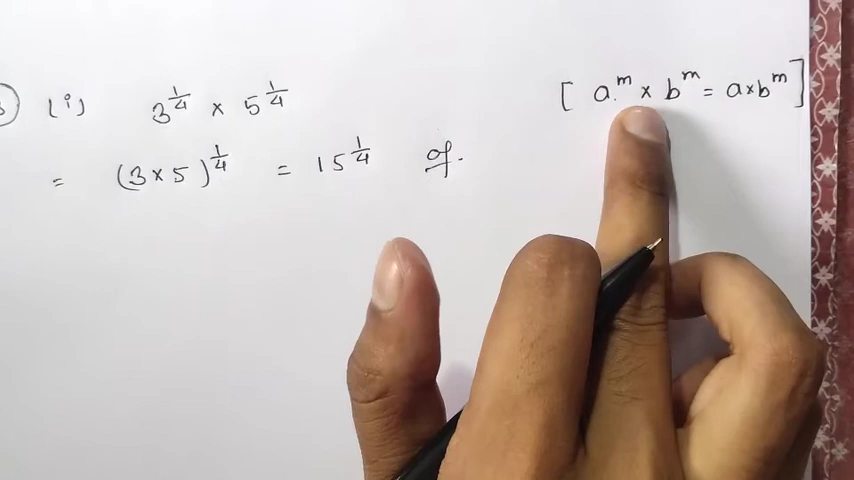 (i) 3^{1/4} × 5^{1/4} [ a^m × b^m = a×b^m ]
= (3 × 5)^{1/4} = 15^{1/4}